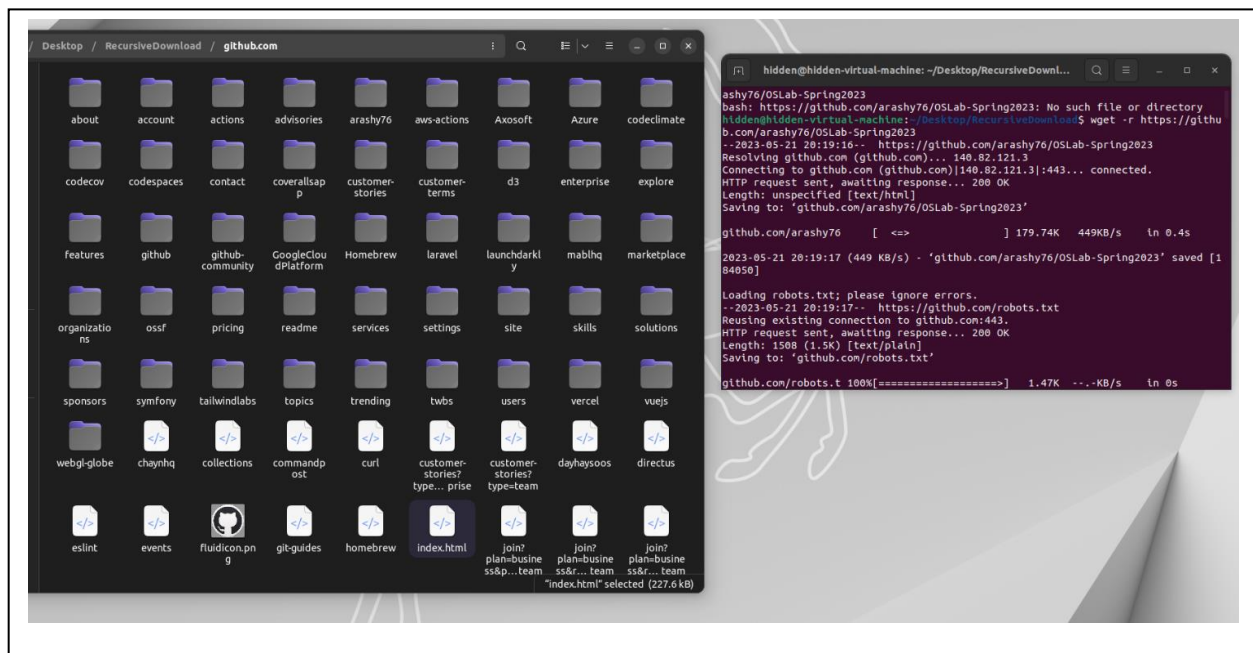 / Desktop / RecursiveDownload / github.com
about account actions advisories arashy76 aws-actions Axosoft Azure codeclimate
codecov codespaces contact coverallsap customer- customer- d3 enterprise explore
p stories terms
features github github- GoogleClou Homebrew laravel launchdarkl mablhq marketplace
community dPlatform y
organizatio ossf pricing readme services settings site skills solutions
ns
sponsors symfony tailwindlabs topics trending twbs users vercel vuejs
webgl-globe chaynhq collections commandp curl customer- customer- dayhaysoos directus
ost stories? stories?
type... prise type=team
eslint events fluidicon.pn git-guides homebrew index.html join? join? join?
g plan=busine plan=busine plan=busine
ss&p...team ss&r... team ss&r... team
"index.html" selected (227.6 kB)
hidden@hidden-virtual-machine: ~/Desktop/RecursiveDownl...
arashy76/OSLab-Spring2023
bash: https://github.com/arashy76/OSLab-Spring2023: No such file or directory
hidden@hidden-virtual-machine:~/Desktop/RecursiveDownload$ wget -r https://githu
b.com/arashy76/OSLab-Spring2023
--2023-05-21 20:19:16-- https://github.com/arashy76/OSLab-Spring2023
Resolving github.com (github.com)... 140.82.121.3
Connecting to github.com (github.com)|140.82.121.3|:443... connected.
HTTP request sent, awaiting response... 200 OK
Length: unspecified [text/html]
Saving to: ‘github.com/arashy76/OSLab-Spring2023’
github.com/arashy76 [ <=> ] 179.74K 449KB/s in 0.4s
2023-05-21 20:19:17 (449 KB/s) - ‘github.com/arashy76/OSLab-Spring2023’ saved [1
84050]
Loading robots.txt; please ignore errors.
--2023-05-21 20:19:17-- https://github.com/robots.txt
Reusing existing connection to github.com:443.
HTTP request sent, awaiting response... 200 OK
Length: 1508 (1.5K) [text/plain]
Saving to: ‘github.com/robots.txt’
github.com/robots.t 100%[===================>] 1.47K --.-KB/s in 0s